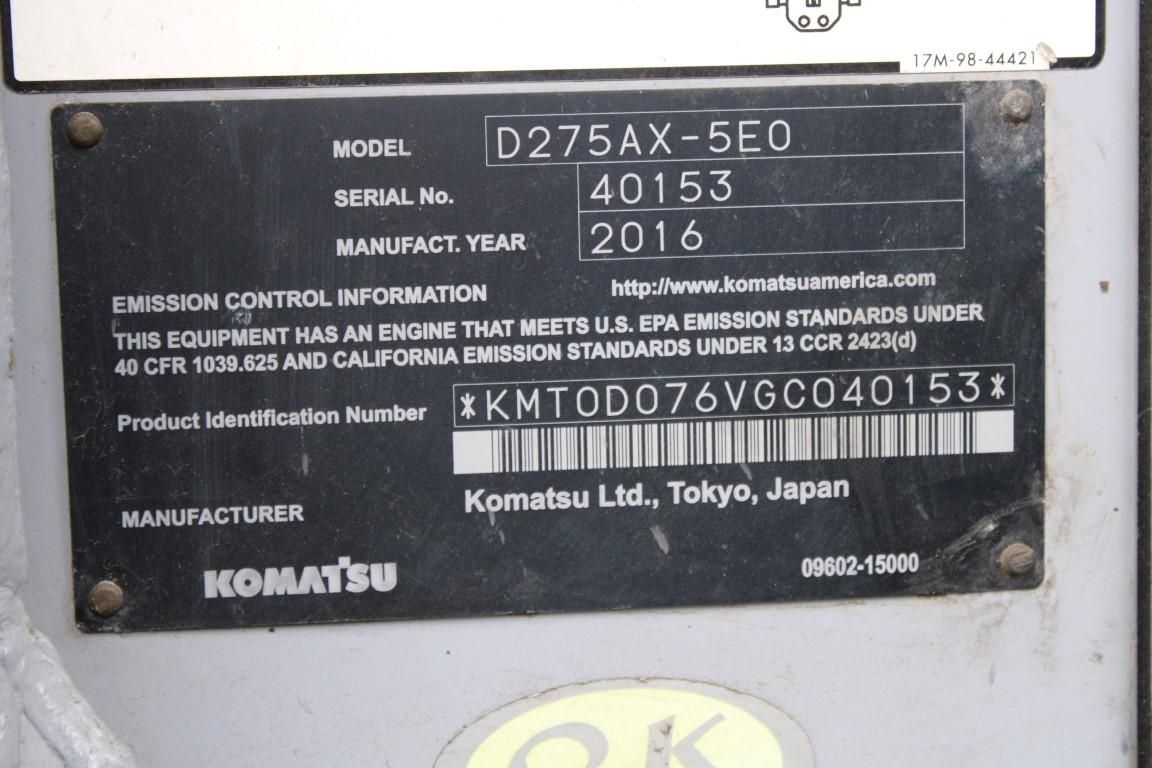 17M-98-44421
MODEL D275AX-5E0
SERIAL No. 40153
MANUFACT. YEAR 2016
EMISSION CONTROL INFORMATION http://www.komatsuamerica.com
THIS EQUIPMENT HAS AN ENGINE THAT MEETS U.S. EPA EMISSION STANDARDS UNDER
40 CFR 1039.625 AND CALIFORNIA EMISSION STANDARDS UNDER 13 CCR 2423(d)
Product Identification Number *KMT0D076VGC040153*
MANUFACTURER Komatsu Ltd., Tokyo, Japan
KOMATSU 09602-15000
OK